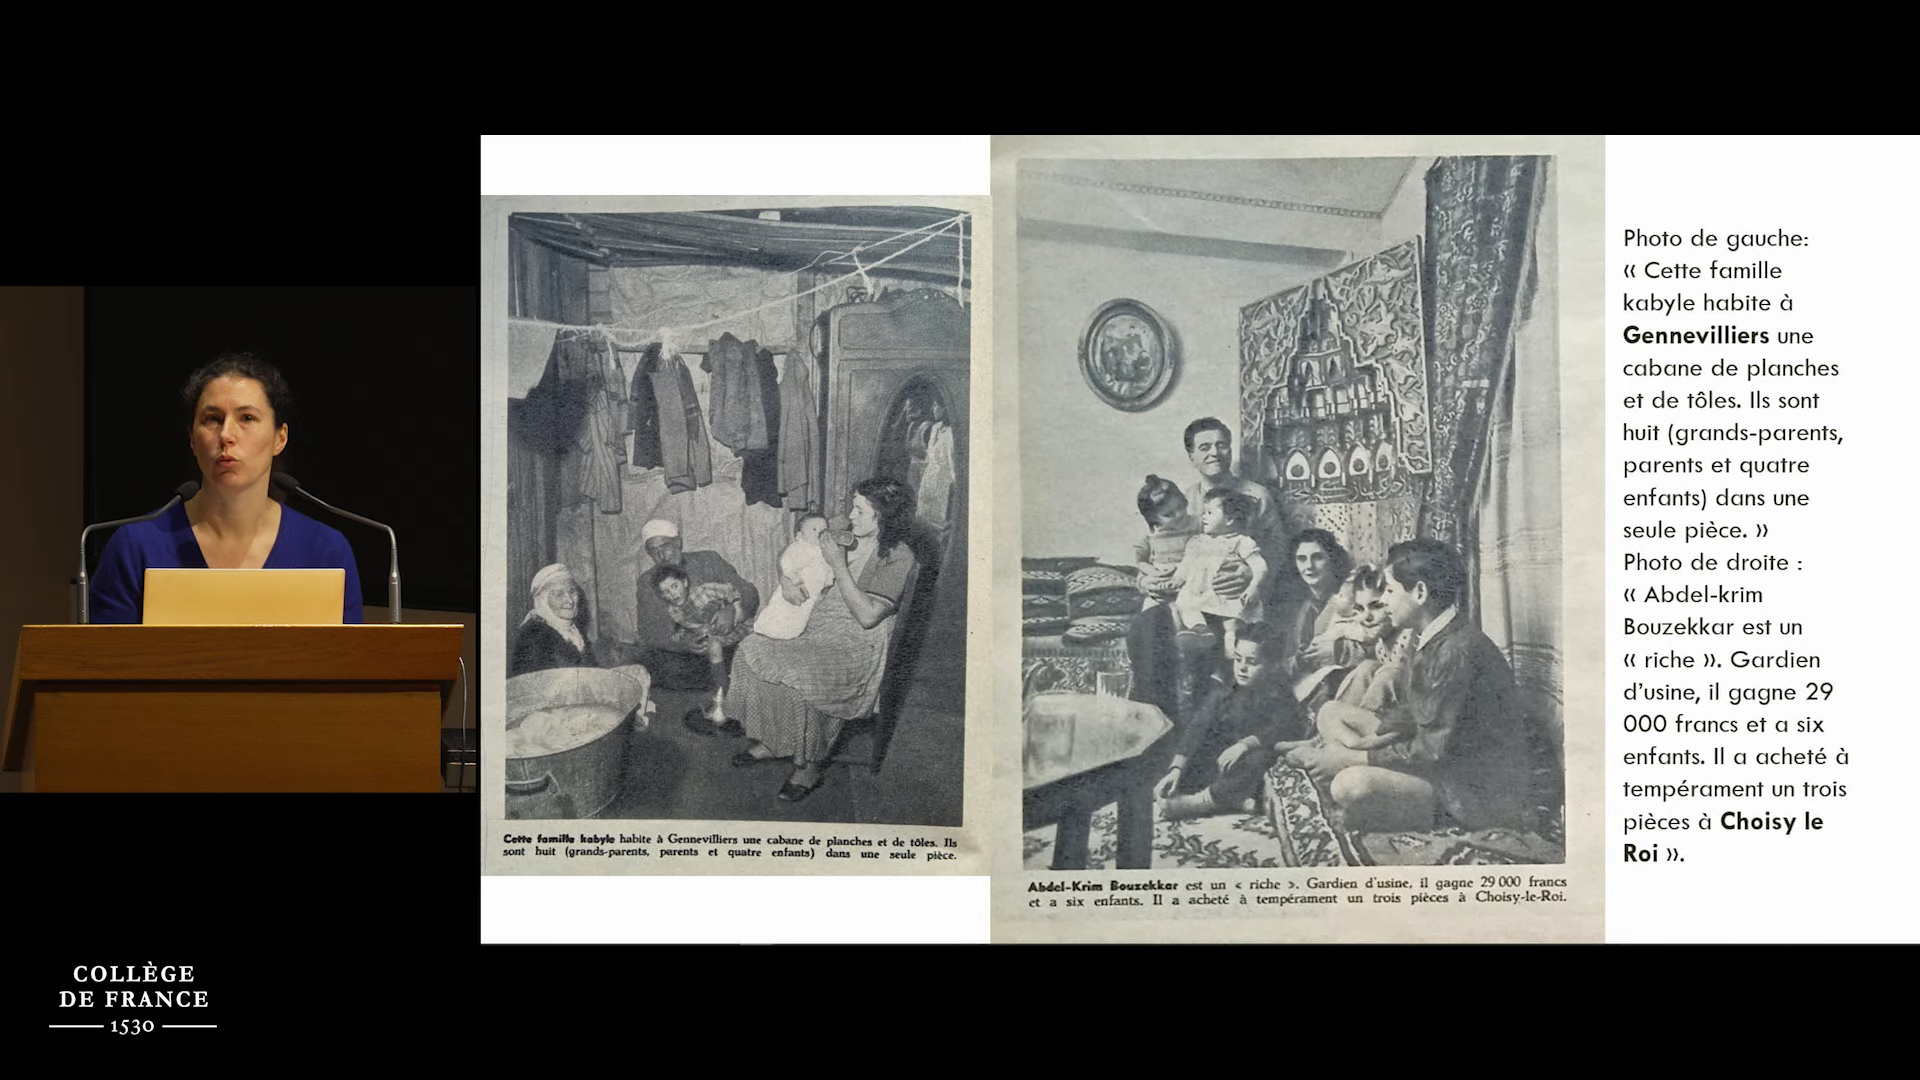 Cette famille kabyle habite à Gennevilliers une cabane de planches et de tôles. Ils
sont huit (grands-parents, parents et quatre enfants) dans une seule pièce.
Abdel-Krim Bouzekkar est un « riche ». Gardien d'usine, il gagne 29 000 francs
et a six enfants. Il a acheté à tempérament un trois pièces à Choisy-le-Roi.
Photo de gauche:
« Cette famille
kabyle habite à
Gennevilliers une
cabane de planches
et de tôles. Ils sont
huit (grands-parents,
parents et quatre
enfants) dans une
seule pièce. »
Photo de droite :
« Abdel-krim
Bouzekkar est un
« riche ». Gardien
d'usine, il gagne 29
000 francs et a six
enfants. Il a acheté à
tempérament un trois
pièces à Choisy le
Roi ».
COLLÈGE
DE FRANCE
1530